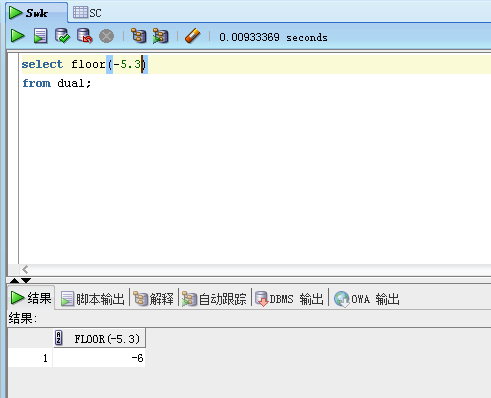 Swk SC
0.00933369 seconds
select floor(-5.3)
from dual;
结果 脚本输出 解释 自动跟踪 DBMS 输出 OWA 输出
结果:
FLOOR(-5.3)
1 -6